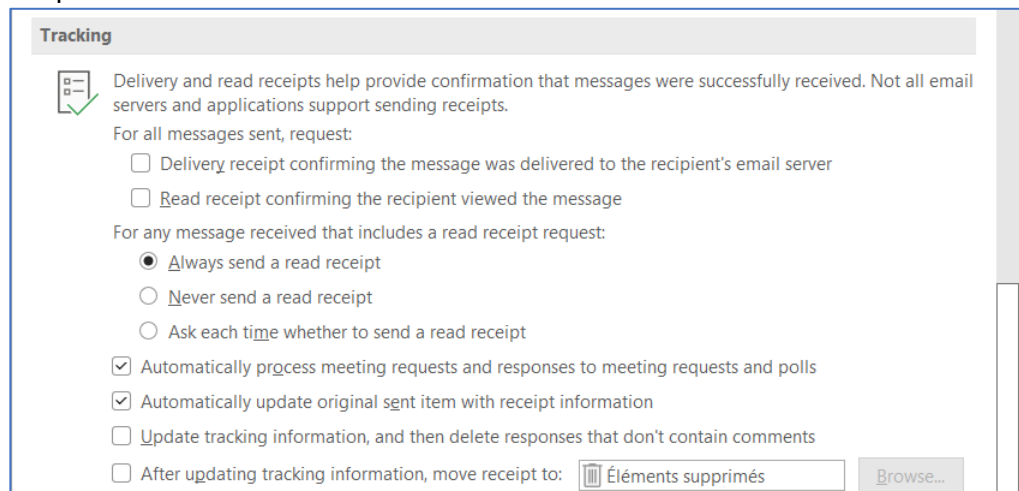 Tracking
Delivery and read receipts help provide confirmation that messages were successfully received. Not all email
servers and applications support sending receipts.
For all messages sent, request:
Delivery receipt confirming the message was delivered to the recipient's email server
Read receipt confirming the recipient viewed the message
For any message received that includes a read receipt request:
Always send a read receipt
Never send a read receipt
Ask each time whether to send a read receipt
Automatically process meeting requests and responses to meeting requests and polls
Automatically update original sent item with receipt information
Update tracking information, and then delete responses that don't contain comments
After updating tracking information, move receipt to: Éléments supprimés Browse...